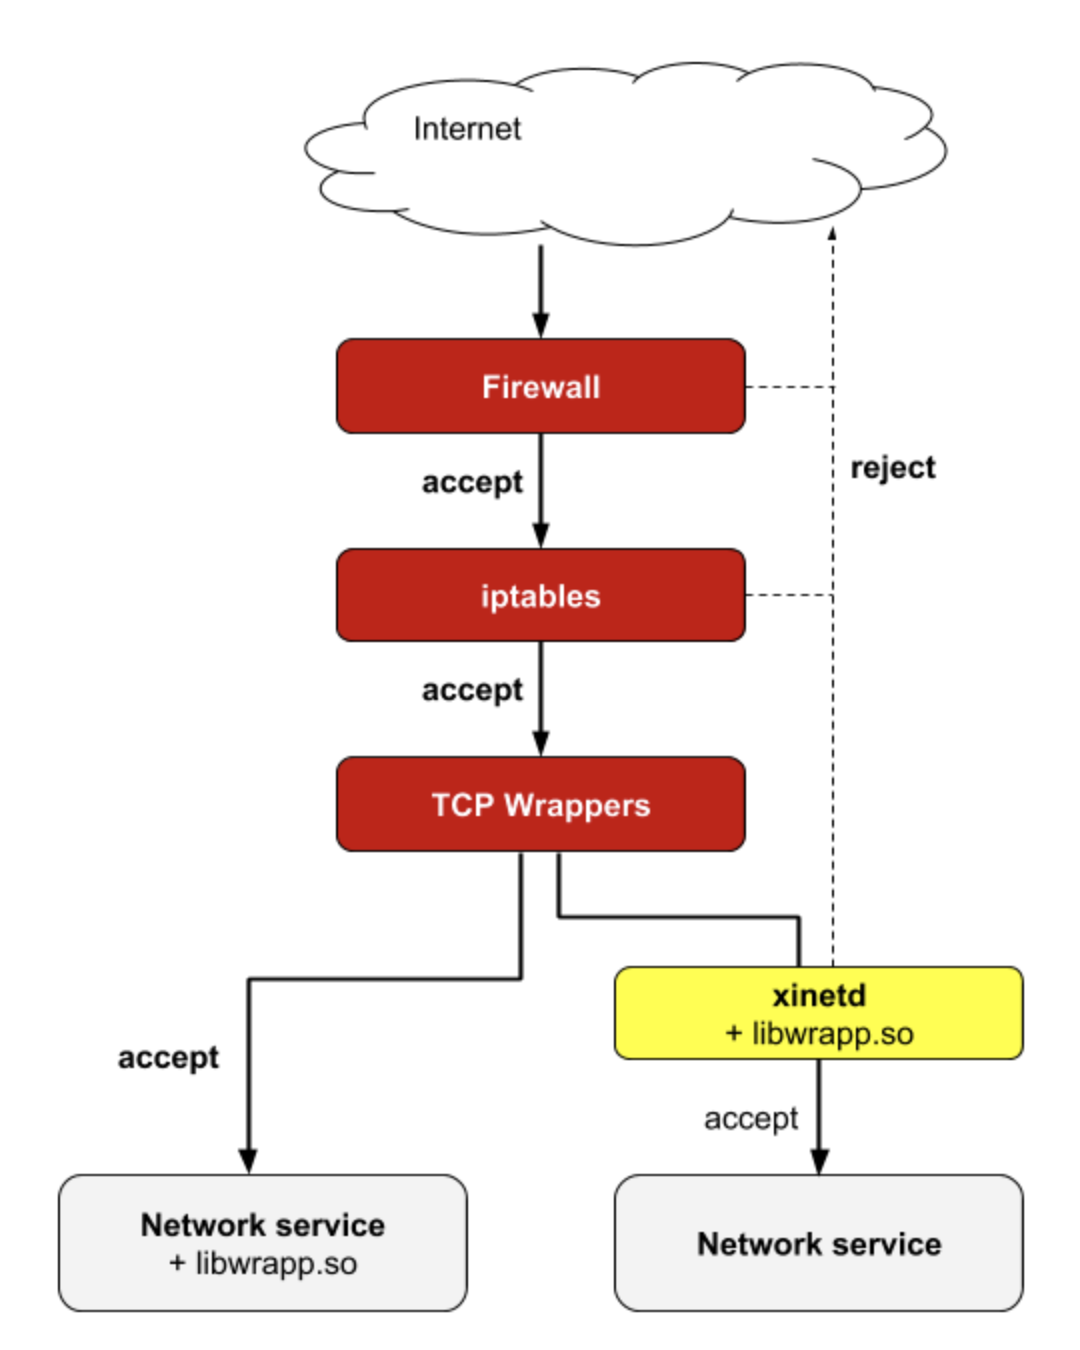 Internet
Firewall
reject
accept
iptables
accept
TCP Wrappers
xinetd
+ libwrapp.so
accept
accept
Network service
+ libwrapp.so
Network service